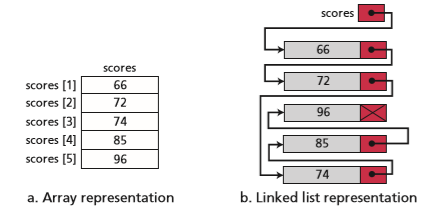 scores
scores [1] 66
scores [2] 72
scores [3] 74
scores [4] 85
scores [5] 96
a. Array representation
scores
66
72
96
85
74
b. Linked list representation